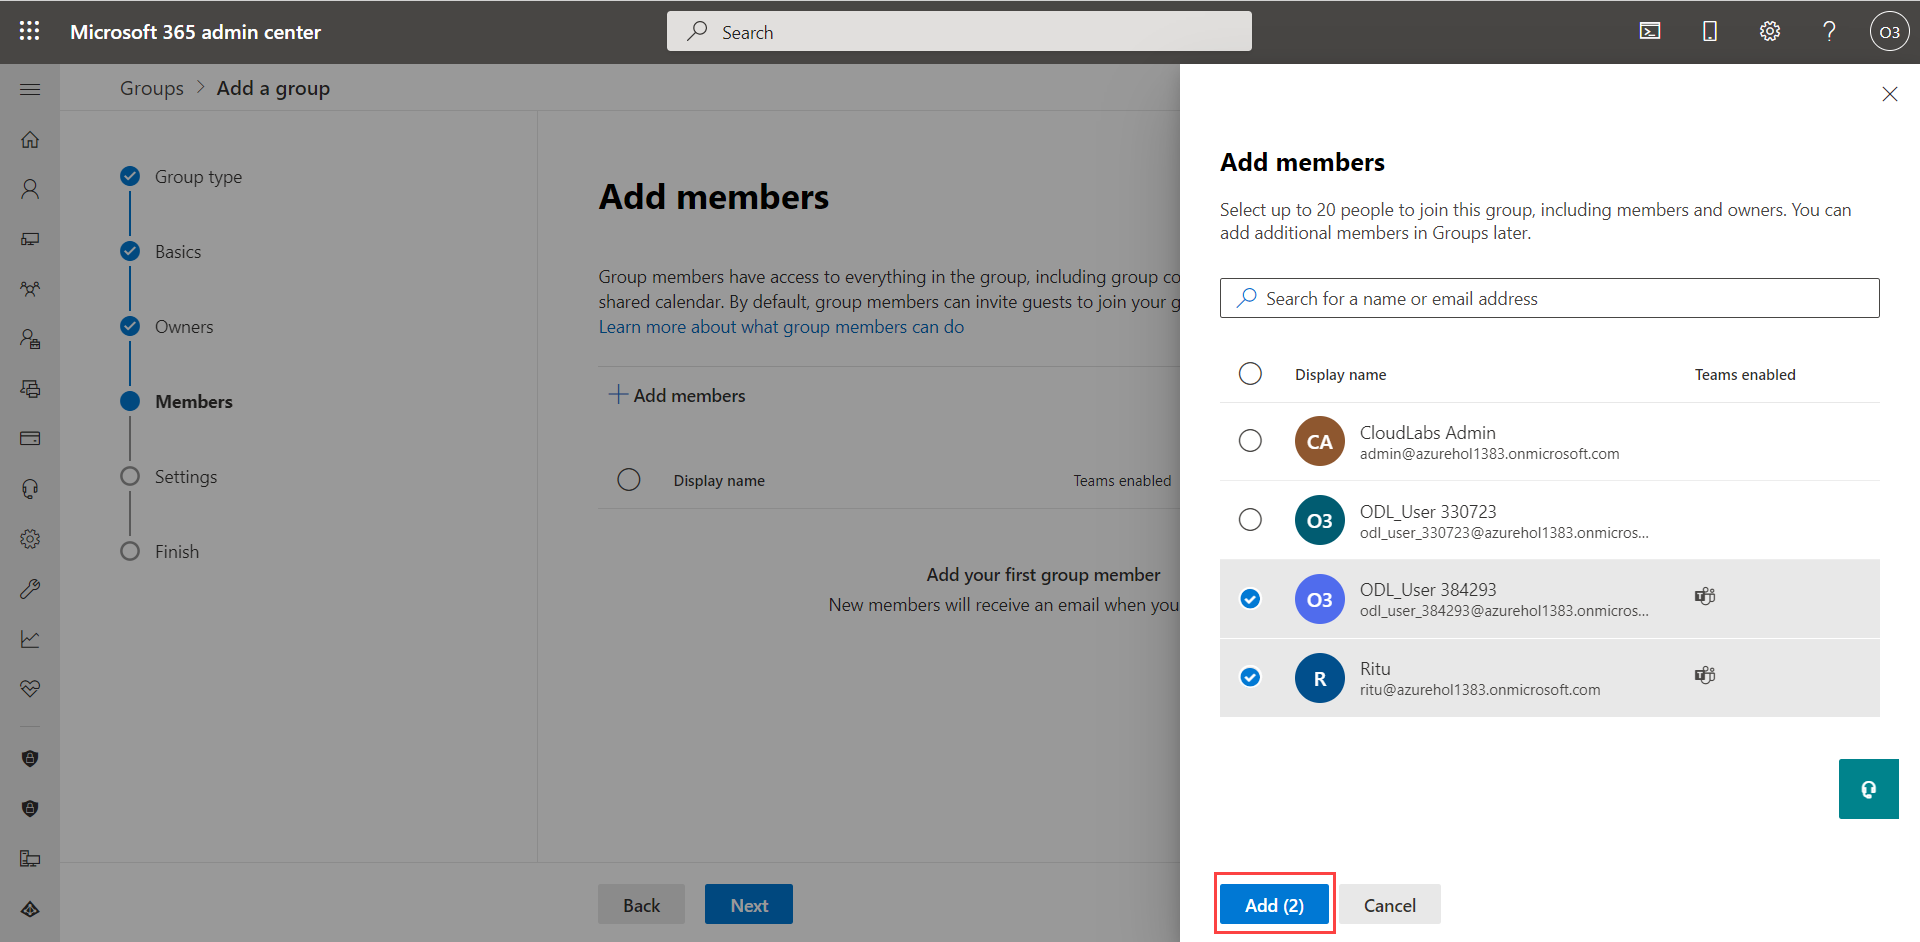 Microsoft 365 admin center
Search
O3
Groups > Add a group
Group type
Basics
Owners
Members
Settings
Finish
Add members
Group members have access to everything in the group, including group co
shared calendar. By default, group members can invite guests to join your g
Learn more about what group members can do
Add members
Display name
Teams enabled
Add your first group member
New members will receive an email when you
Back
Next
Add members
Select up to 20 people to join this group, including members and owners. You can
add additional members in Groups later.
Search for a name or email address
Display name
Teams enabled
CA
CloudLabs Admin
admin@azurehol1383.onmicrosoft.com
O3
ODL_User 330723
odl_user_330723@azurehol1383.onmicros...
O3
ODL_User 384293
odl_user_384293@azurehol1383.onmicros...
R
Ritu
ritu@azurehol1383.onmicrosoft.com
Add (2)
Cancel